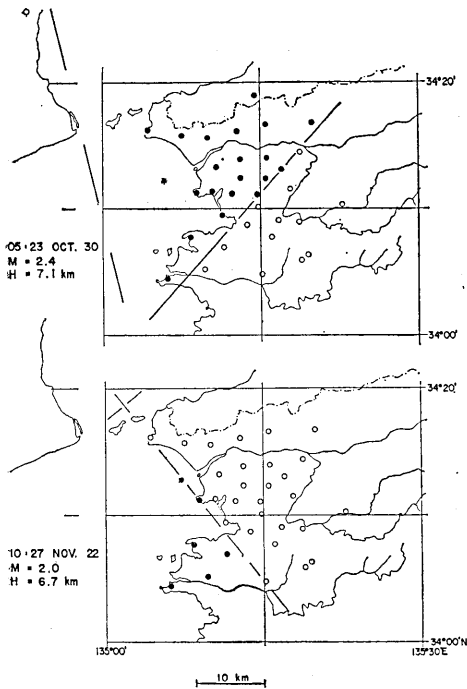 34°20'
05:23 OCT. 30
M = 2.4
H = 7.1 km
34°00'
34°20'
10:27 NOV. 22
M = 2.0
H = 6.7 km
34°00'N
135°00' 135°30'E
10 km